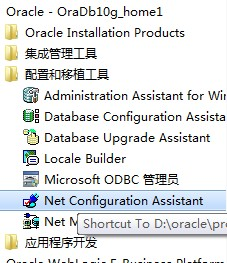 Oracle - OraDb10g_home1
Oracle Installation Products
集成管理工具
配置和移植工具
Administration Assistant for Wi
Database Configuration Assista
Database Upgrade Assistant
Locale Builder
Microsoft ODBC 管理员
Net Configuration Assistant
Net M
Shortcut To D:\oracle\pr
应用程序开发
Oracle WebLogic E-Business Platform